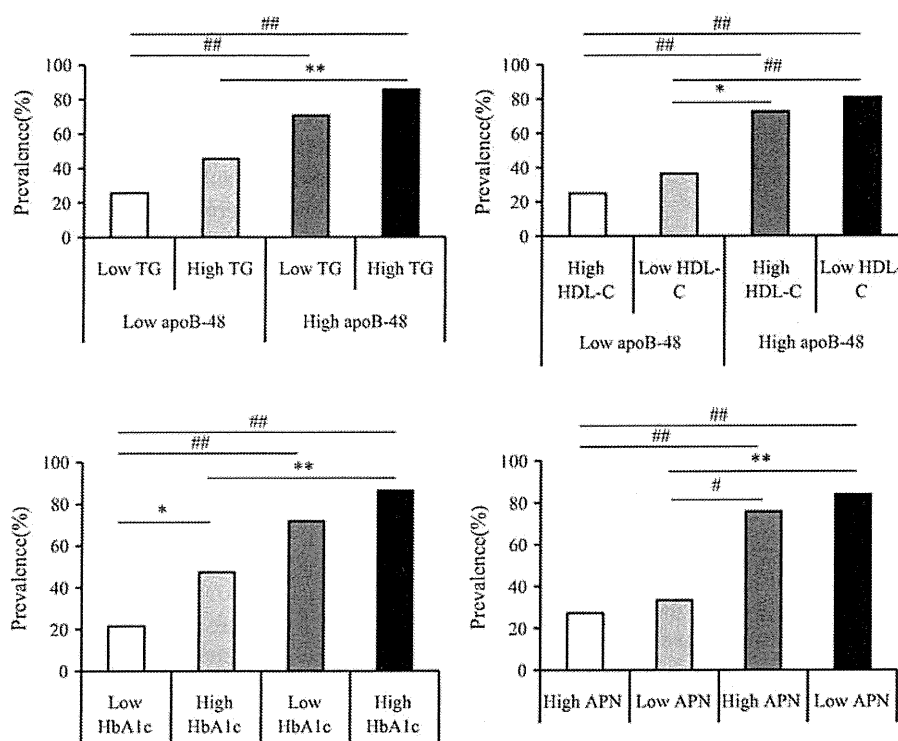 ##
##
**
100
80
60
40
20
0
Prevalence(%)
Low TG
High TG
Low TG
High TG
Low apoB-48
High apoB-48
##
##
##
*
100
80
60
40
20
0
Prevalence(%)
High HDL-C
Low HDL-C
High HDL-C
Low HDL-C
Low apoB-48
High apoB-48
##
##
**
*
100
80
60
40
20
0
Prevalence(%)
Low HbA1c
High HbA1c
Low HbA1c
High HbA1c
##
##
**
#
100
80
60
40
20
0
Prevalence(%)
High APN
Low APN
High APN
Low APN